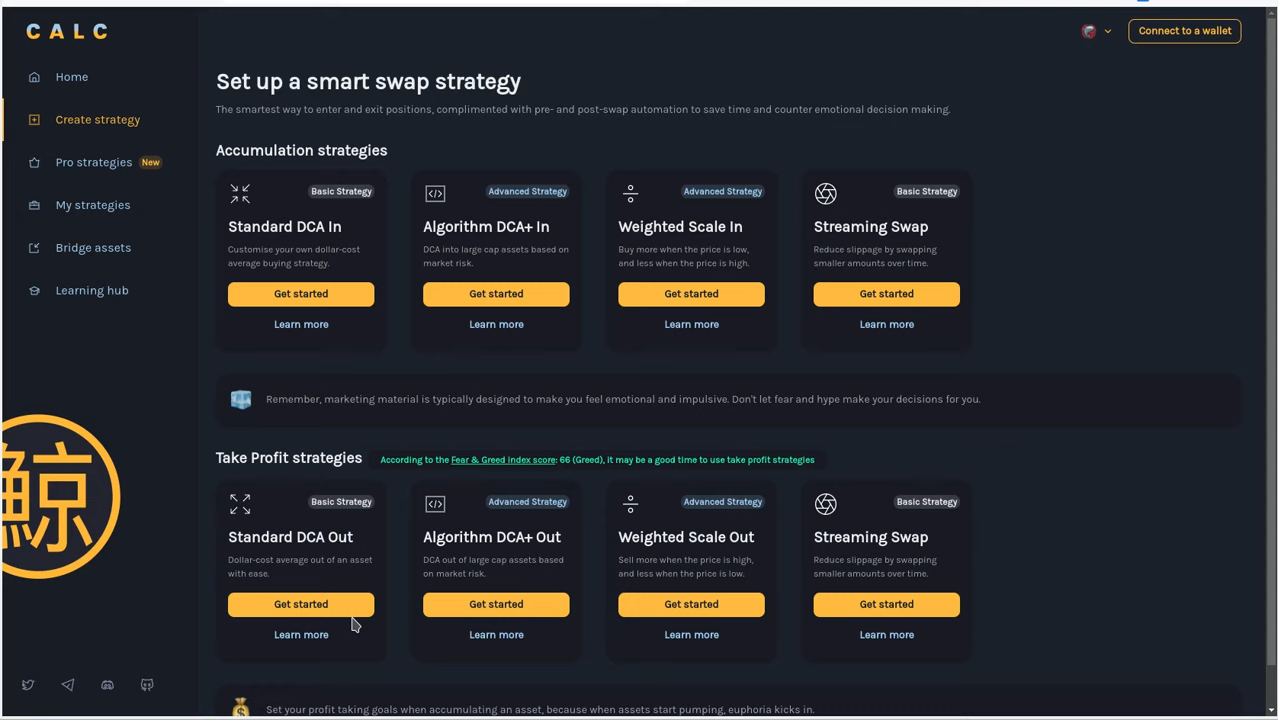 CALC
Connect to a wallet
Home
Create strategy
Pro strategies New
My strategies
Bridge assets
Learning hub
Set up a smart swap strategy
The smartest way to enter and exit positions, complimented with pre- and post-swap automation to save time and counter emotional decision making.
Accumulation strategies
Basic Strategy
Standard DCA In
Customise your own dollar-cost
average buying strategy.
Get started
Learn more
Advanced Strategy
Algorithm DCA+ In
DCA into large cap assets based on
market risk.
Get started
Learn more
Advanced Strategy
Weighted Scale In
Buy more when the price is low,
and less when the price is high.
Get started
Learn more
Basic Strategy
Streaming Swap
Reduce slippage by swapping
smaller amounts over time.
Get started
Learn more
Remember, marketing material is typically designed to make you feel emotional and impulsive. Don't let fear and hype make your decisions for you.
Take Profit strategies
According to the Fear & Greed index score: 66 (Greed), it may be a good time to use take profit strategies
Basic Strategy
Standard DCA Out
Dollar-cost average out of an asset
with ease.
Get started
Learn more
Advanced Strategy
Algorithm DCA+ Out
DCA out of large cap assets based
on market risk.
Get started
Learn more
Advanced Strategy
Weighted Scale Out
Sell more when the price is high,
and less when the price is low.
Get started
Learn more
Basic Strategy
Streaming Swap
Reduce slippage by swapping
smaller amounts over time.
Get started
Learn more
Set your profit taking goals when accumulating an asset, because when assets start pumping, euphoria kicks in.
鯨